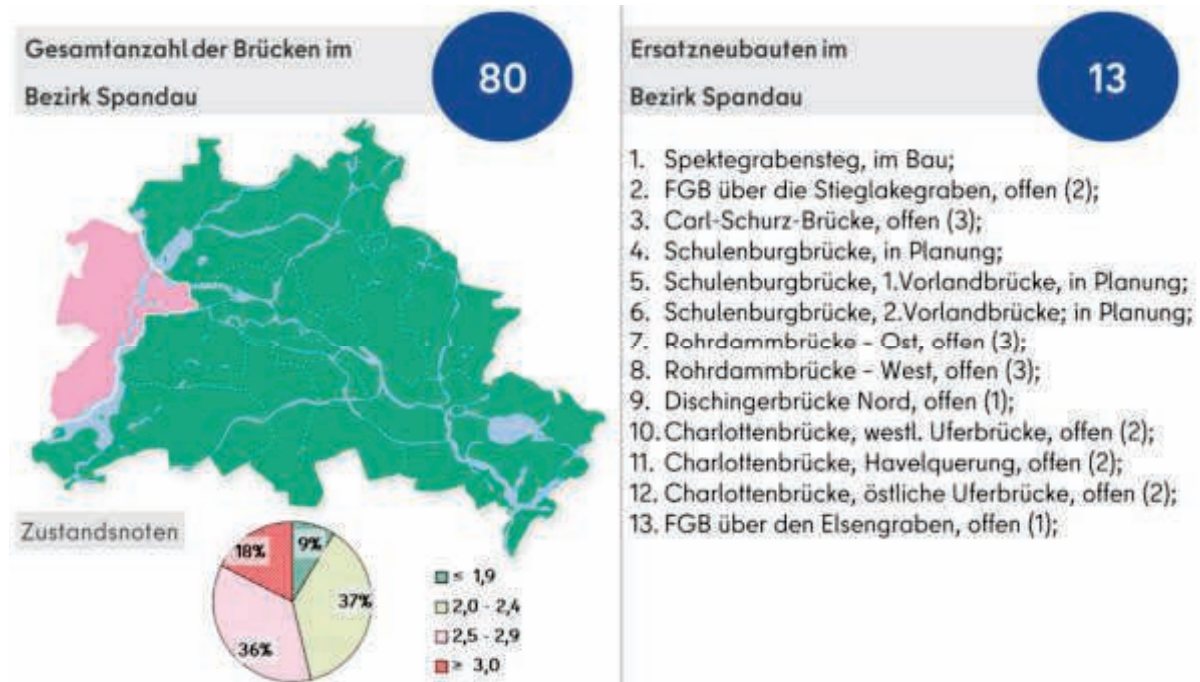 Gesamtanzahl der Brücken im
Bezirk Spandau
80
Zustandsnoten
18%
9%
37%
36%
≤ 1,9
2,0 - 2,4
2,5 - 2,9
≥ 3,0
Ersatzneubauten im
Bezirk Spandau
13
1. Spektegrabensteg, im Bau;
2. FGB über die Stieglakegraben, offen (2);
3. Carl-Schurz-Brücke, offen (3);
4. Schulenburgbrücke, in Planung;
5. Schulenburgbrücke, 1.Vorlandbrücke, in Planung;
6. Schulenburgbrücke, 2.Vorlandbrücke; in Planung;
7. Rohrdammbrücke - Ost, offen (3);
8. Rohrdammbrücke - West, offen (3);
9. Dischingerbrücke Nord, offen (1);
10. Charlottenbrücke, westl. Uferbrücke, offen (2);
11. Charlottenbrücke, Havelquerung, offen (2);
12. Charlottenbrücke, östliche Uferbrücke, offen (2);
13. FGB über den Elsengraben, offen (1);